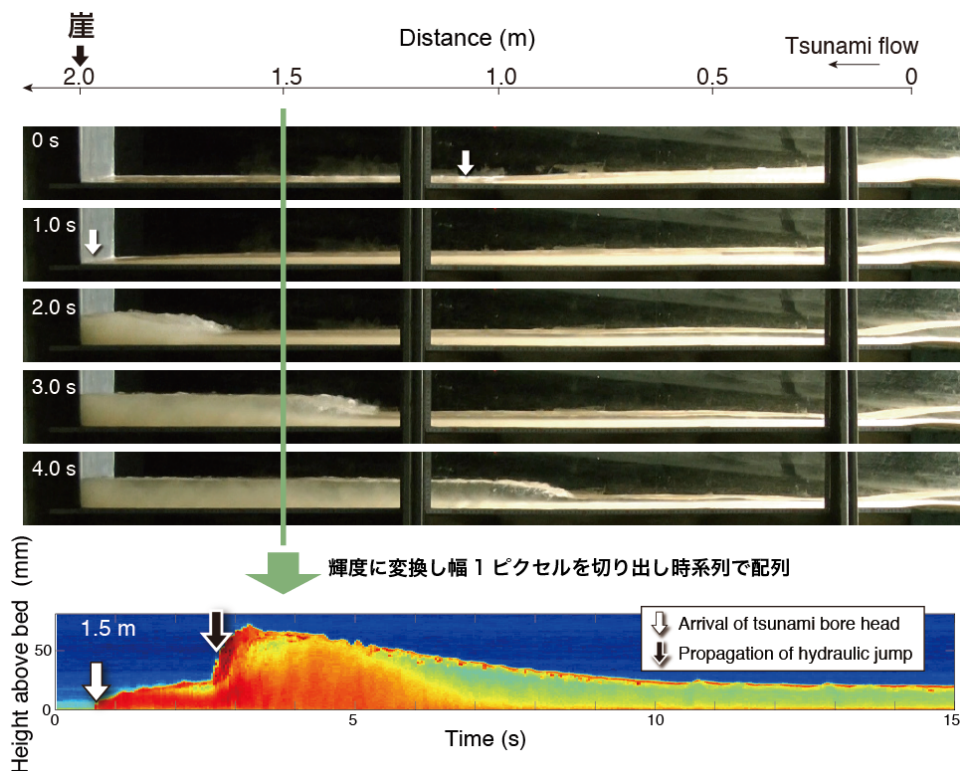 崖
Distance (m)
Tsunami flow
2.0 1.5 1.0 0.5 0
0 s
1.0 s
2.0 s
3.0 s
4.0 s
輝度に変換し幅1ピクセルを切り出し時系列で配列
Height above bed (mm)
50
0
1.5 m
Arrival of tsunami bore head
Propagation of hydraulic jump
0 5 10 15
Time (s)